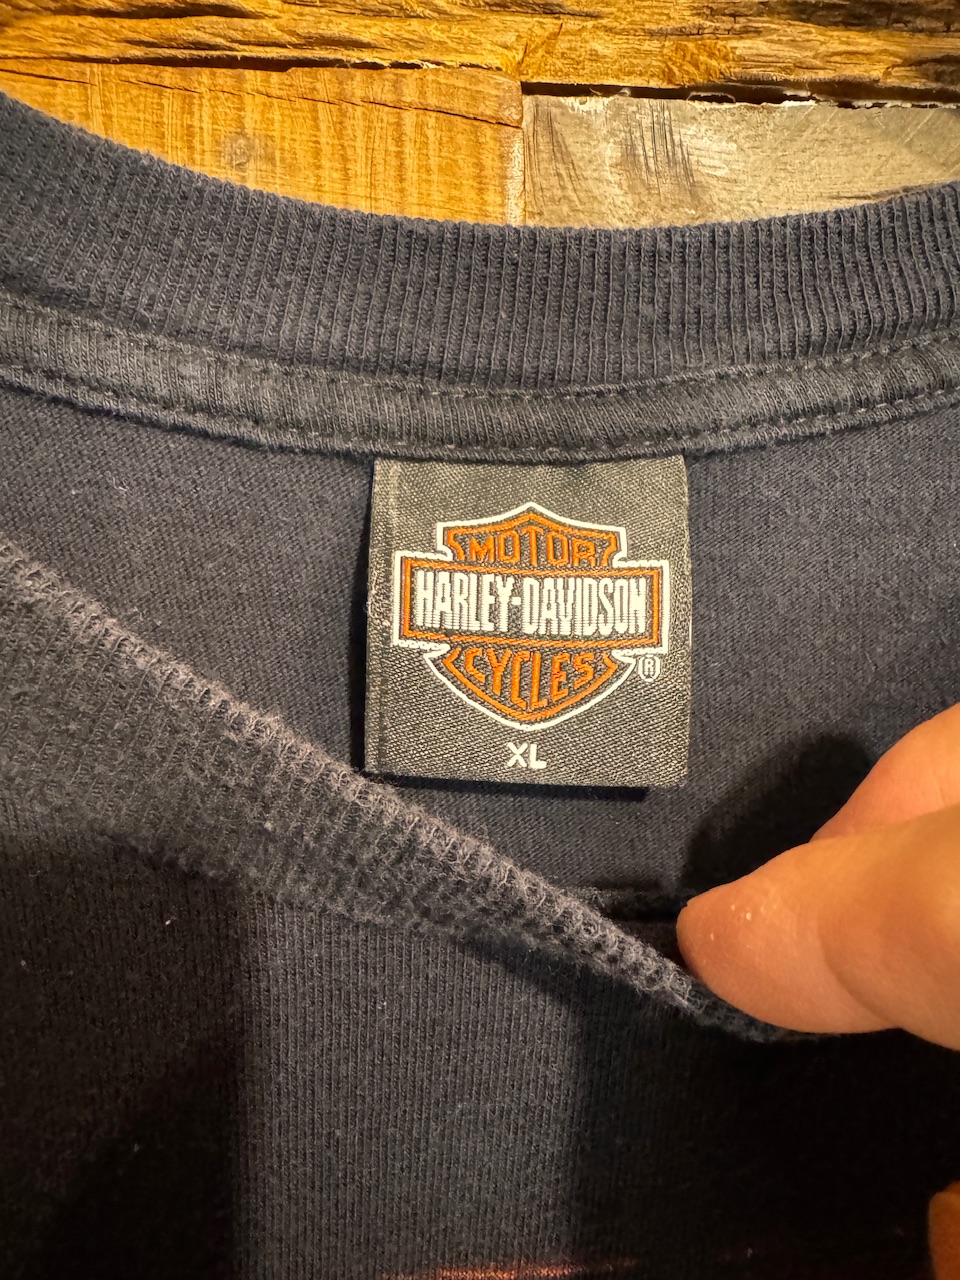 MOTOR
HARLEY-DAVIDSON
CYCLES
®
XL